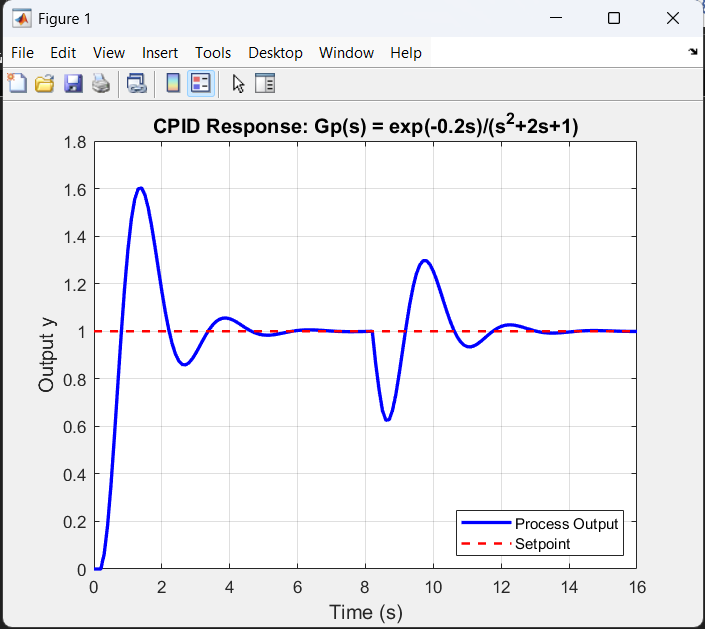 Figure 1
File Edit View Insert Tools Desktop Window Help
CPID Response: Gp(s) = exp(-0.2s)/(s²+2s+1)
1.8
1.6
1.4
1.2
1
0.8
0.6
0.4
0.2
0
Output y
0 2 4 6 8 10 12 14 16
Time (s)
Process Output
Setpoint